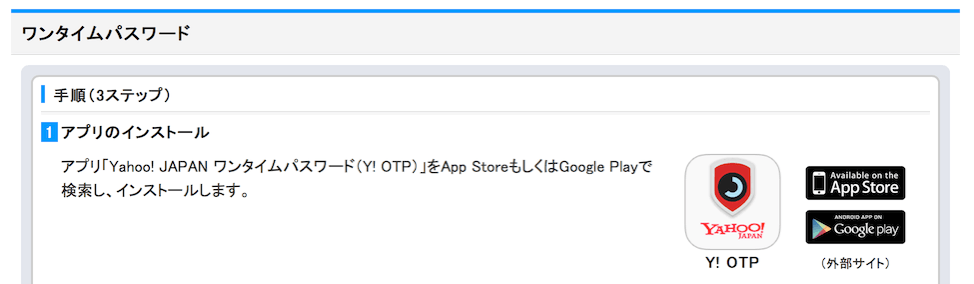 ワンタイムパスワード
手順（3ステップ）
1 アプリのインストール
アプリ「Yahoo! JAPAN ワンタイムパスワード（Y! OTP）」をApp StoreもしくはGoogle Playで
検索し、インストールします。
YAHOO!
JAPAN
Y! OTP
Available on the
App Store
ANDROID APP ON
Google play
（外部サイト）